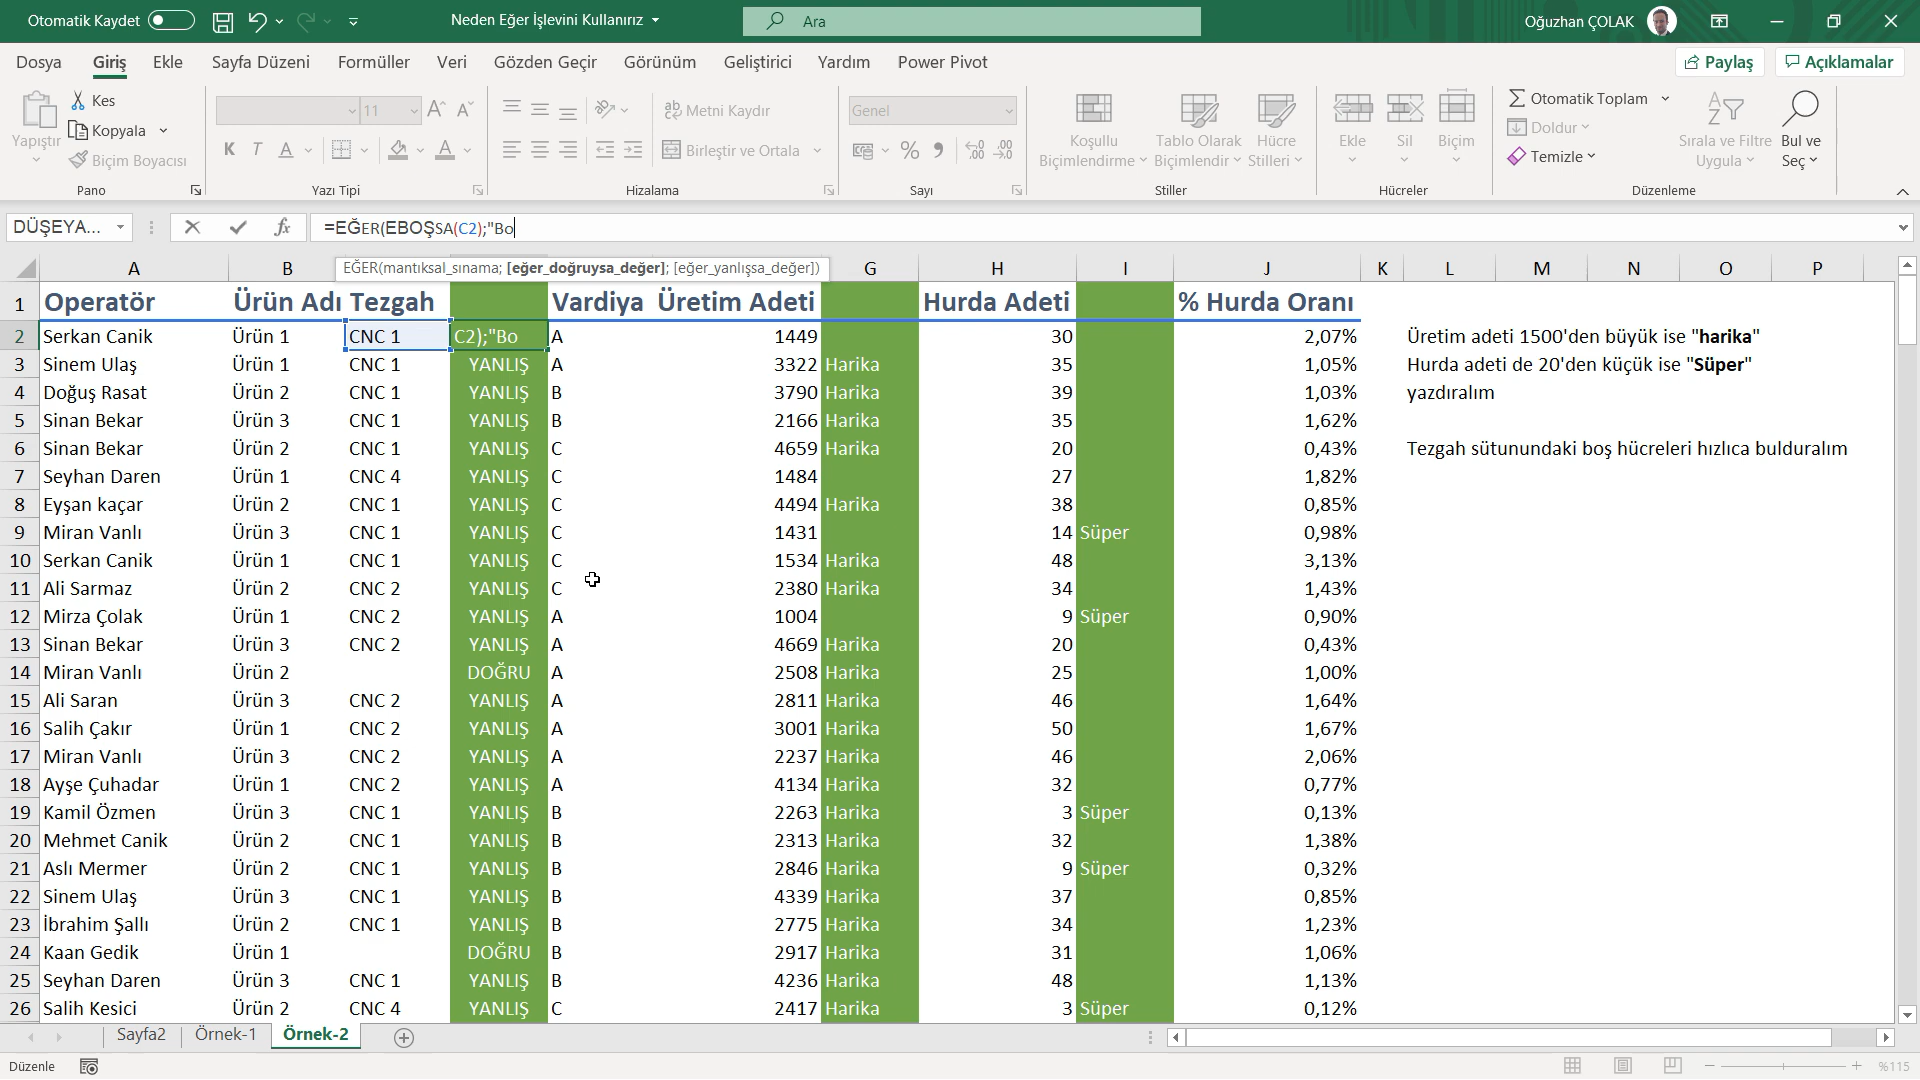 Otomatik Kaydet
Neden Eğer İşlevini Kullanırız
Ara
Oğuzhan ÇOLAK
Dosya Giriş Ekle Sayfa Düzeni Formüller Veri Gözden Geçir Görünüm Geliştirici Yardım Power Pivot
Paylaş Açıklamalar
Yapıştır
Kes
Kopyala
Biçim Boyacısı
Pano
11
K T A
Yazı Tipi
Metni Kaydır
Birleştir ve Ortala
Hizalama
Genel
Sayı
Koşullu Biçimlendirme
Tablo Olarak Biçimlendir
Hücre Stilleri
Stiller
Ekle Sil Biçim
Hücreler
Otomatik Toplam
Doldur
Temizle
Sırala ve Filtre Uygula
Bul ve Seç
Düzenleme
DÜŞEYA...
fx
=EĞER(EBOŞSA(C2);"Bo
EĞER(mantıksal_sınama; [eğer_doğruysa_değer]; [eğer_yanlışsa_değer])
A B G H I J K L M N O P
1 Operatör Ürün Adı Tezgah Vardiya Üretim Adeti Hurda Adeti % Hurda Oranı
2 Serkan Canik Ürün 1 CNC 1 C2);"Bo A 1449 30 2,07% Üretim adeti 1500'den büyük ise "harika"
3 Sinem Ulaş Ürün 1 CNC 1 YANLIŞ A 3322 Harika 35 1,05% Hurda adeti de 20'den küçük ise "Süper"
4 Doğuş Rasat Ürün 2 CNC 1 YANLIŞ B 3790 Harika 39 1,03% yazdıralım
5 Sinan Bekar Ürün 3 CNC 1 YANLIŞ B 2166 Harika 35 1,62%
6 Sinan Bekar Ürün 2 CNC 1 YANLIŞ C 4659 Harika 20 0,43% Tezgah sütunundaki boş hücreleri hızlıca bulduralım
7 Seyhan Daren Ürün 1 CNC 4 YANLIŞ C 1484 27 1,82%
8 Eyşan kaçar Ürün 2 CNC 1 YANLIŞ C 4494 Harika 38 0,85%
9 Miran Vanlı Ürün 3 CNC 1 YANLIŞ C 1431 14 Süper 0,98%
10 Serkan Canik Ürün 1 CNC 1 YANLIŞ C 1534 Harika 48 3,13%
11 Ali Sarmaz Ürün 2 CNC 2 YANLIŞ C 2380 Harika 34 1,43%
12 Mirza Çolak Ürün 1 CNC 2 YANLIŞ A 1004 9 Süper 0,90%
13 Sinan Bekar Ürün 3 CNC 2 YANLIŞ A 4669 Harika 20 0,43%
14 Miran Vanlı Ürün 2 DOĞRU A 2508 Harika 25 1,00%
15 Ali Saran Ürün 3 CNC 2 YANLIŞ A 2811 Harika 46 1,64%
16 Salih Çakır Ürün 1 CNC 2 YANLIŞ A 3001 Harika 50 1,67%
17 Miran Vanlı Ürün 3 CNC 2 YANLIŞ A 2237 Harika 46 2,06%
18 Ayşe Çuhadar Ürün 1 CNC 2 YANLIŞ A 4134 Harika 32 0,77%
19 Kamil Özmen Ürün 3 CNC 1 YANLIŞ B 2263 Harika 3 Süper 0,13%
20 Mehmet Canik Ürün 2 CNC 1 YANLIŞ B 2313 Harika 32 1,38%
21 Aslı Mermer Ürün 2 CNC 1 YANLIŞ B 2846 Harika 9 Süper 0,32%
22 Sinem Ulaş Ürün 3 CNC 1 YANLIŞ B 4339 Harika 37 0,85%
23 İbrahim Şallı Ürün 2 CNC 1 YANLIŞ B 2775 Harika 34 1,23%
24 Kaan Gedik Ürün 1 DOĞRU B 2917 Harika 31 1,06%
25 Seyhan Daren Ürün 3 CNC 1 YANLIŞ B 4236 Harika 48 1,13%
26 Salih Kesici Ürün 2 CNC 4 YANLIŞ C 2417 Harika 3 Süper 0,12%
Sayfa2 Örnek-1 Örnek-2
Düzenle
%115